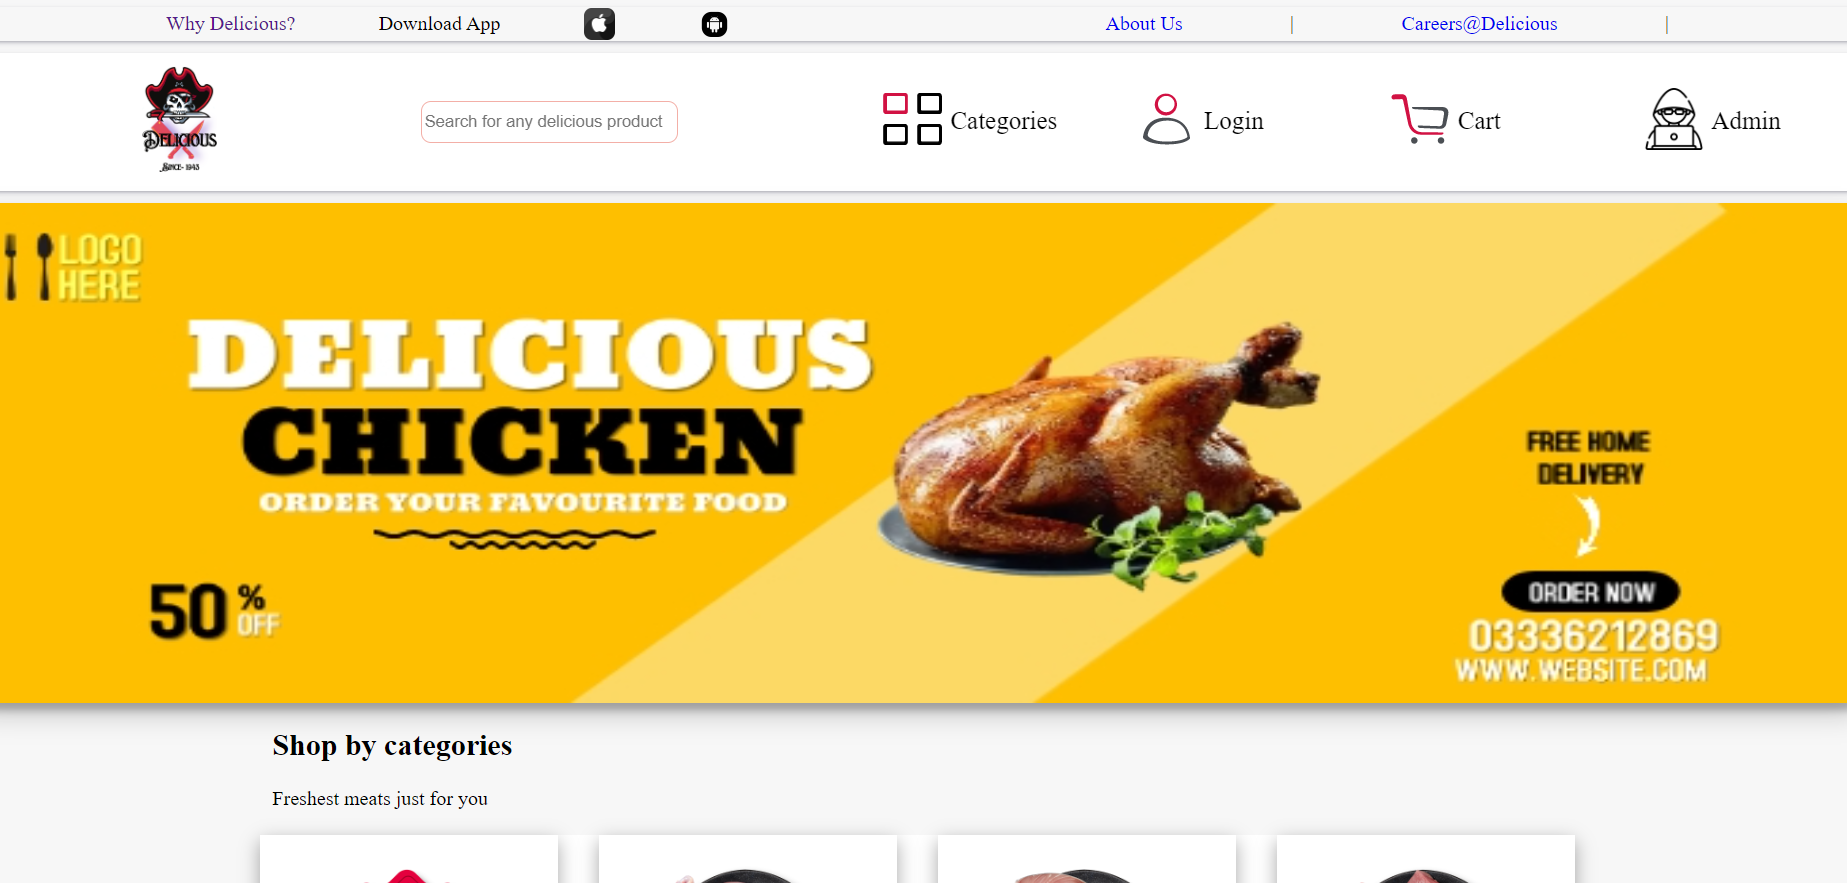 Why Delicious?
Download App
About Us
|
Careers@Delicious
|
DELICIOUS
SINCE- 1943
Search for any delicious product
Categories
Login
Cart
Admin
LOGO
HERE
DELICIOUS
CHICKEN
ORDER YOUR FAVOURITE FOOD
50 %
OFF
FREE HOME
DELIVERY
ORDER NOW
03336212869
WWW.WEBSITE.COM
Shop by categories
Freshest meats just for you